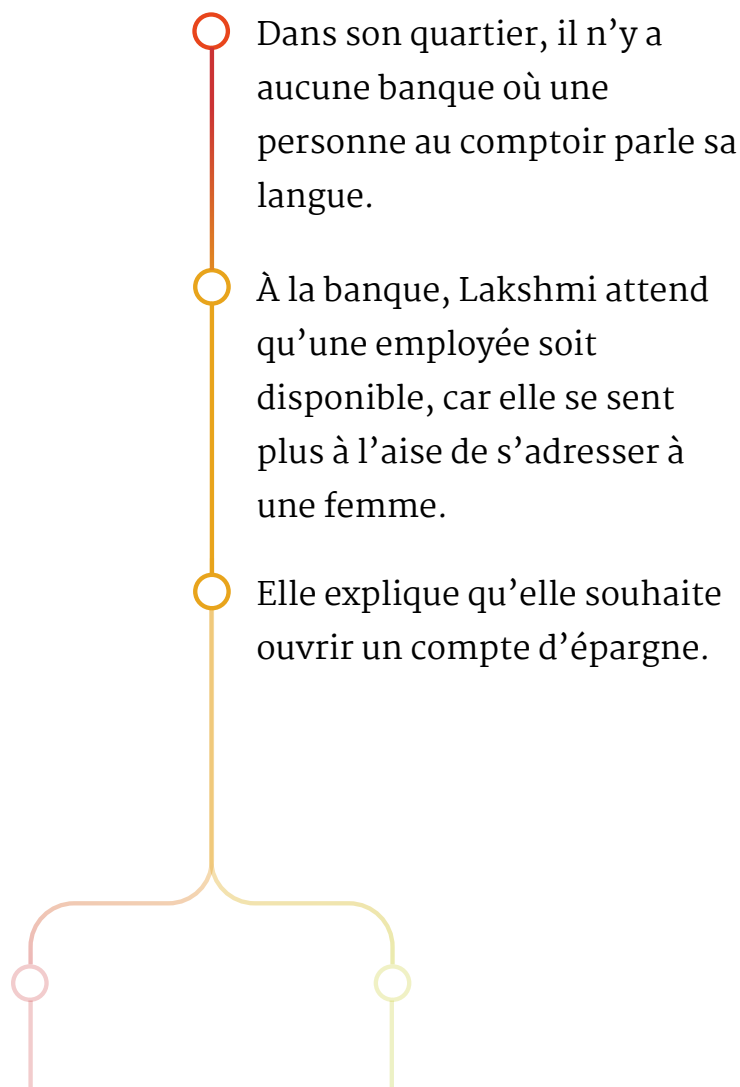 Dans son quartier, il n’y a
aucune banque où une
personne au comptoir parle sa
langue.
À la banque, Lakshmi attend
qu’une employée soit
disponible, car elle se sent
plus à l’aise de s’adresser à
une femme.
Elle explique qu’elle souhaite
ouvrir un compte d’épargne.